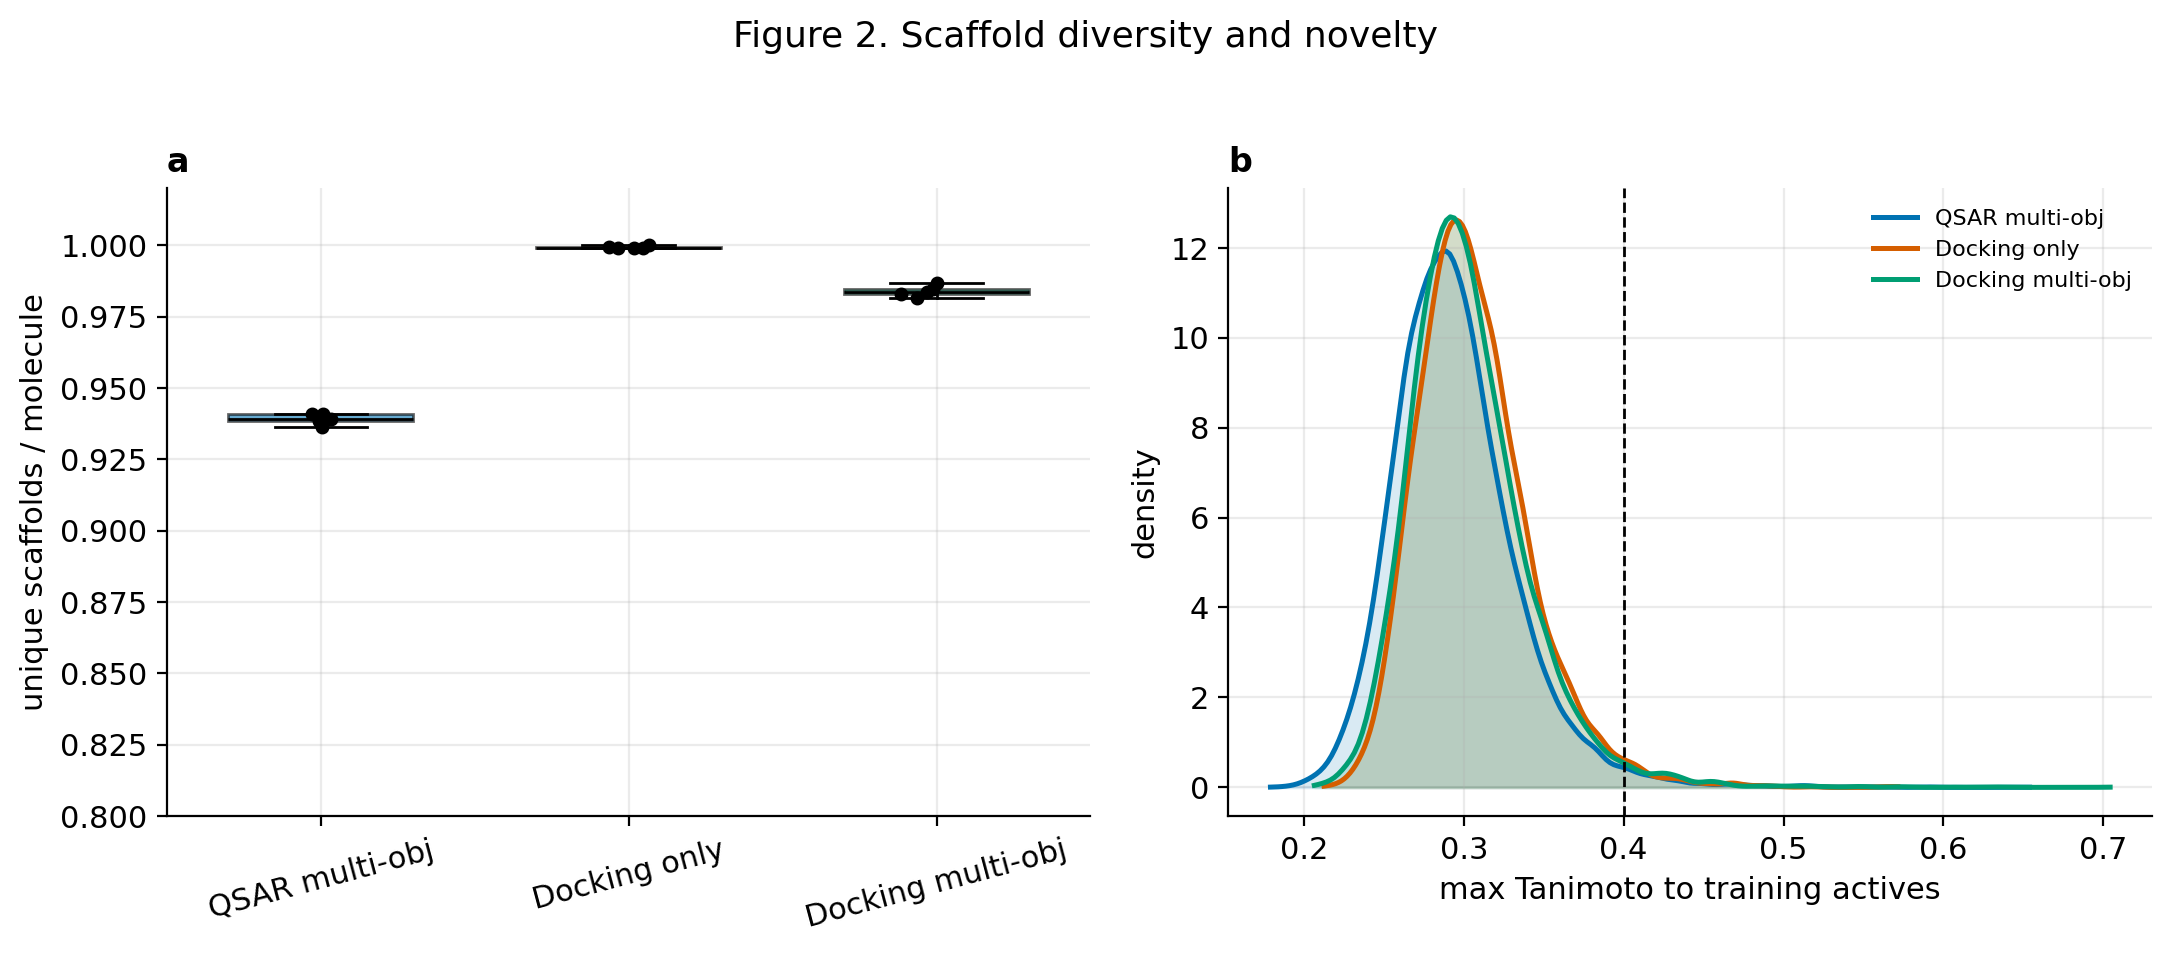 Figure 2. Scaffold diversity and novelty
a
unique scaffolds / molecule
1.000
0.975
0.950
0.925
0.900
0.875
0.850
0.825
0.800
QSAR multi-obj
Docking only
Docking multi-obj
b
density
12
10
8
6
4
2
0
QSAR multi-obj
Docking only
Docking multi-obj
0.2 0.3 0.4 0.5 0.6 0.7
max Tanimoto to training actives